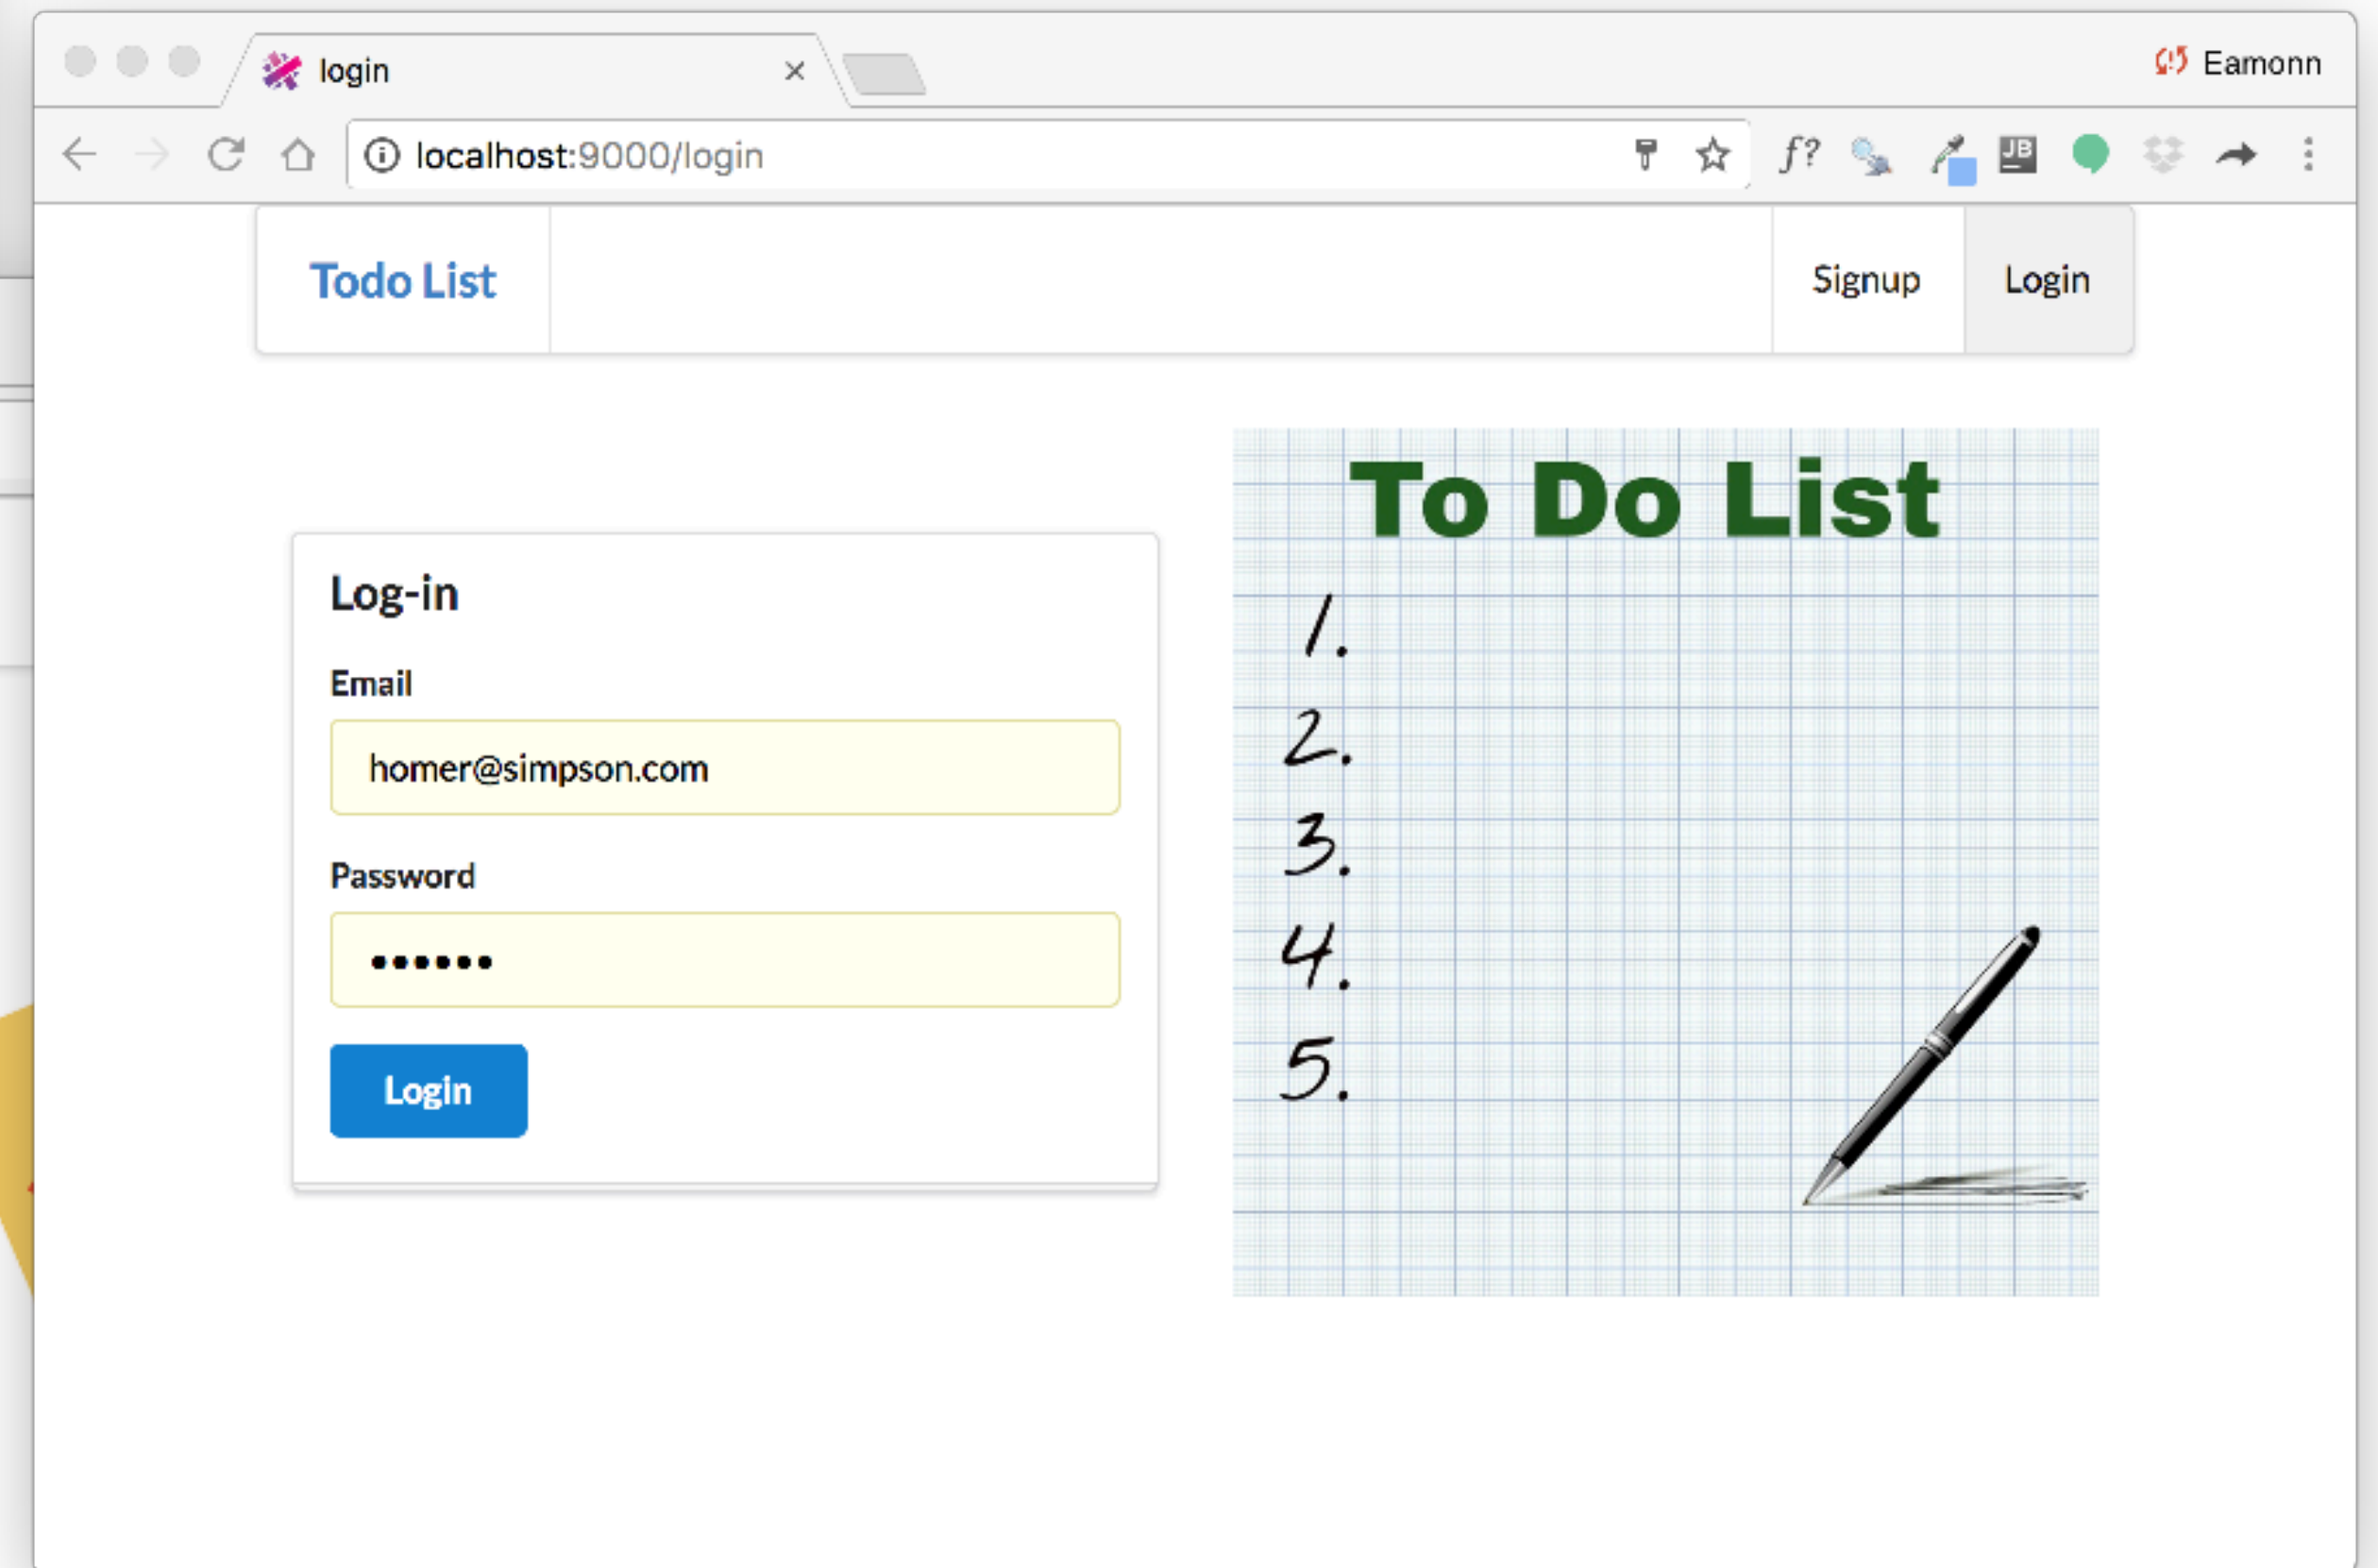 login
Eamonn
localhost:9000/login
f?
JB
Todo List
Signup
Login
To Do List
Log-in
Email
homer@simpson.com
Password
••••••
Login
1.
2.
3.
4.
5.